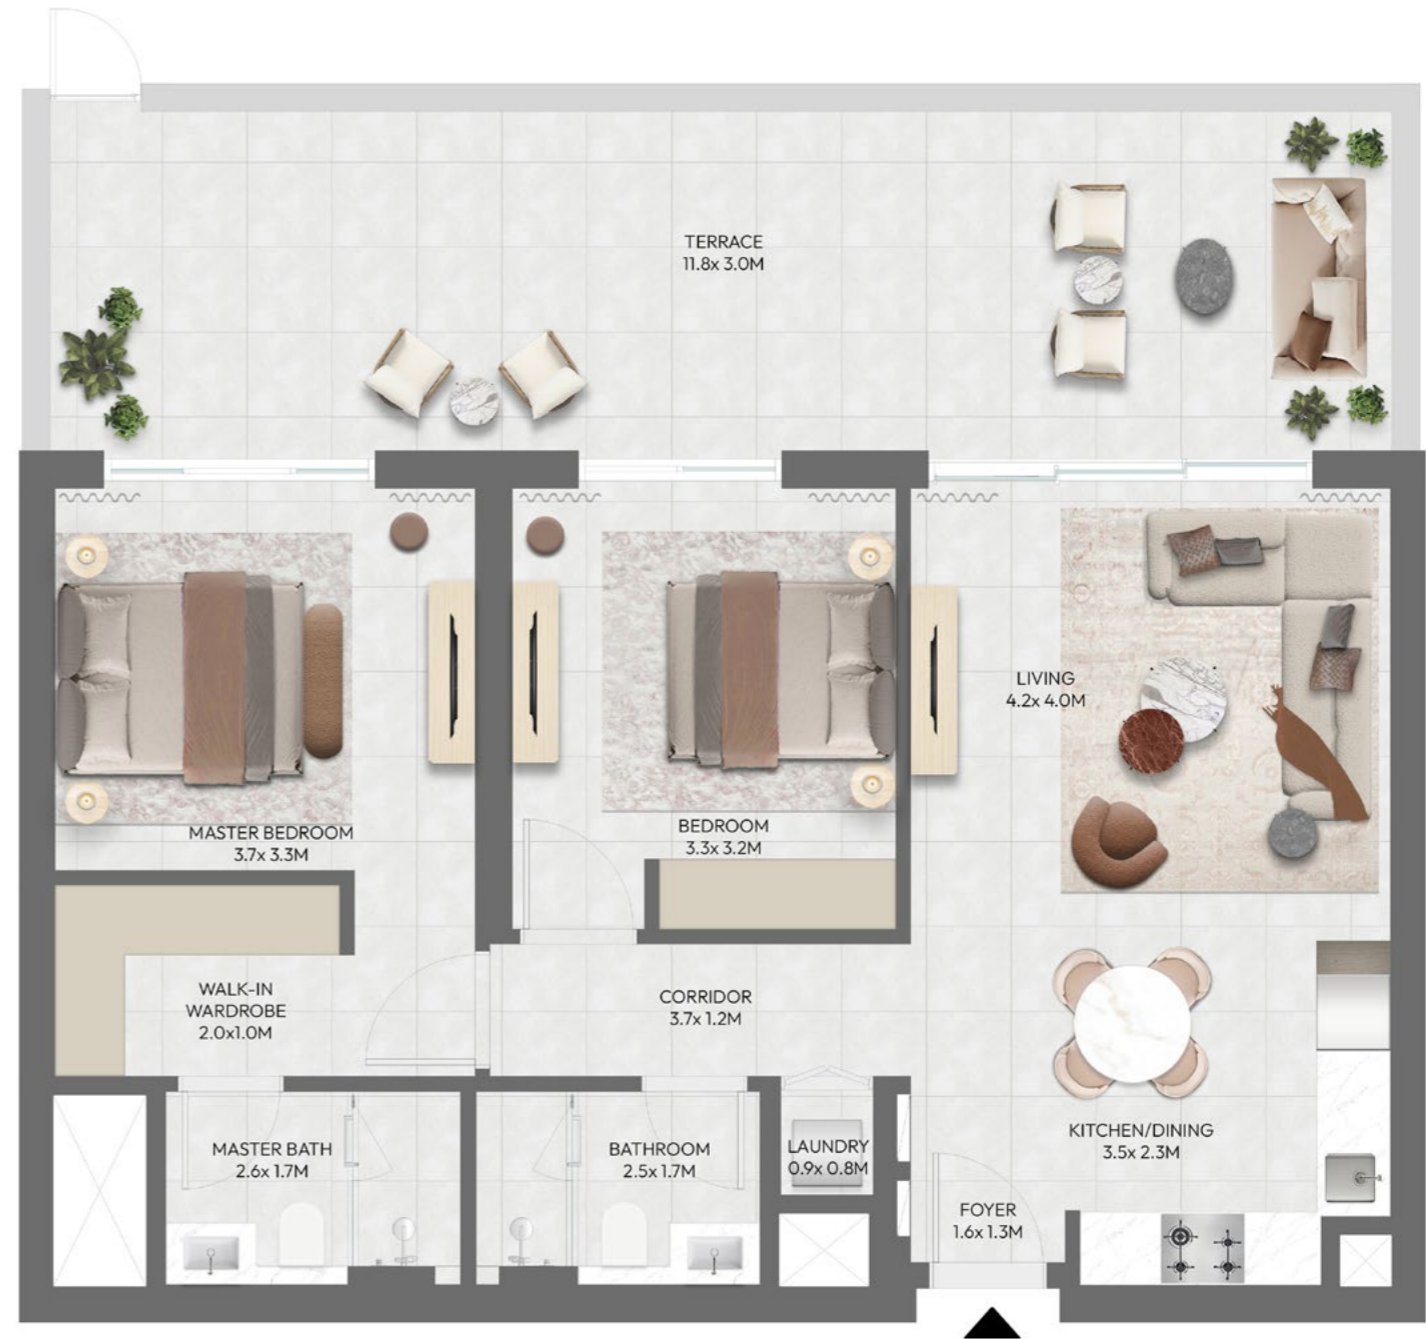 TERRACE
11.8x 3.0M
LIVING
4.2x 4.0M
MASTER BEDROOM
3.7x 3.3M
BEDROOM
3.3x 3.2M
WALK-IN
WARDROBE
2.0x1.0M
CORRIDOR
3.7x 1.2M
MASTER BATH
2.6x 1.7M
BATHROOM
2.5x 1.7M
LAUNDRY
0.9x 0.8M
KITCHEN/DINING
3.5x 2.3M
FOYER
1.6x 1.3M